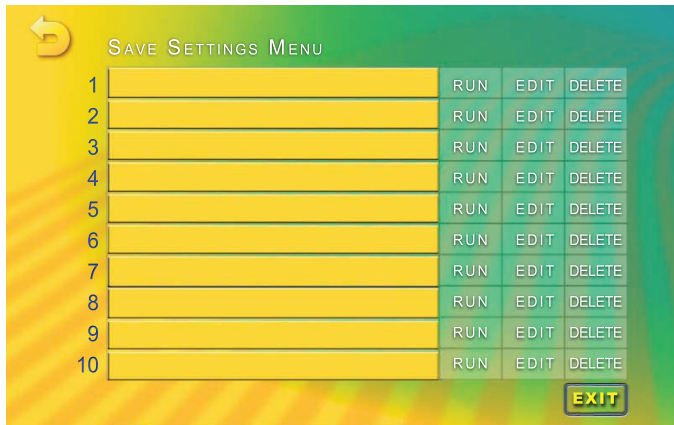 Save Settings Menu
1 RUN EDIT DELETE
2 RUN EDIT DELETE
3 RUN EDIT DELETE
4 RUN EDIT DELETE
5 RUN EDIT DELETE
6 RUN EDIT DELETE
7 RUN EDIT DELETE
8 RUN EDIT DELETE
9 RUN EDIT DELETE
10 RUN EDIT DELETE
EXIT